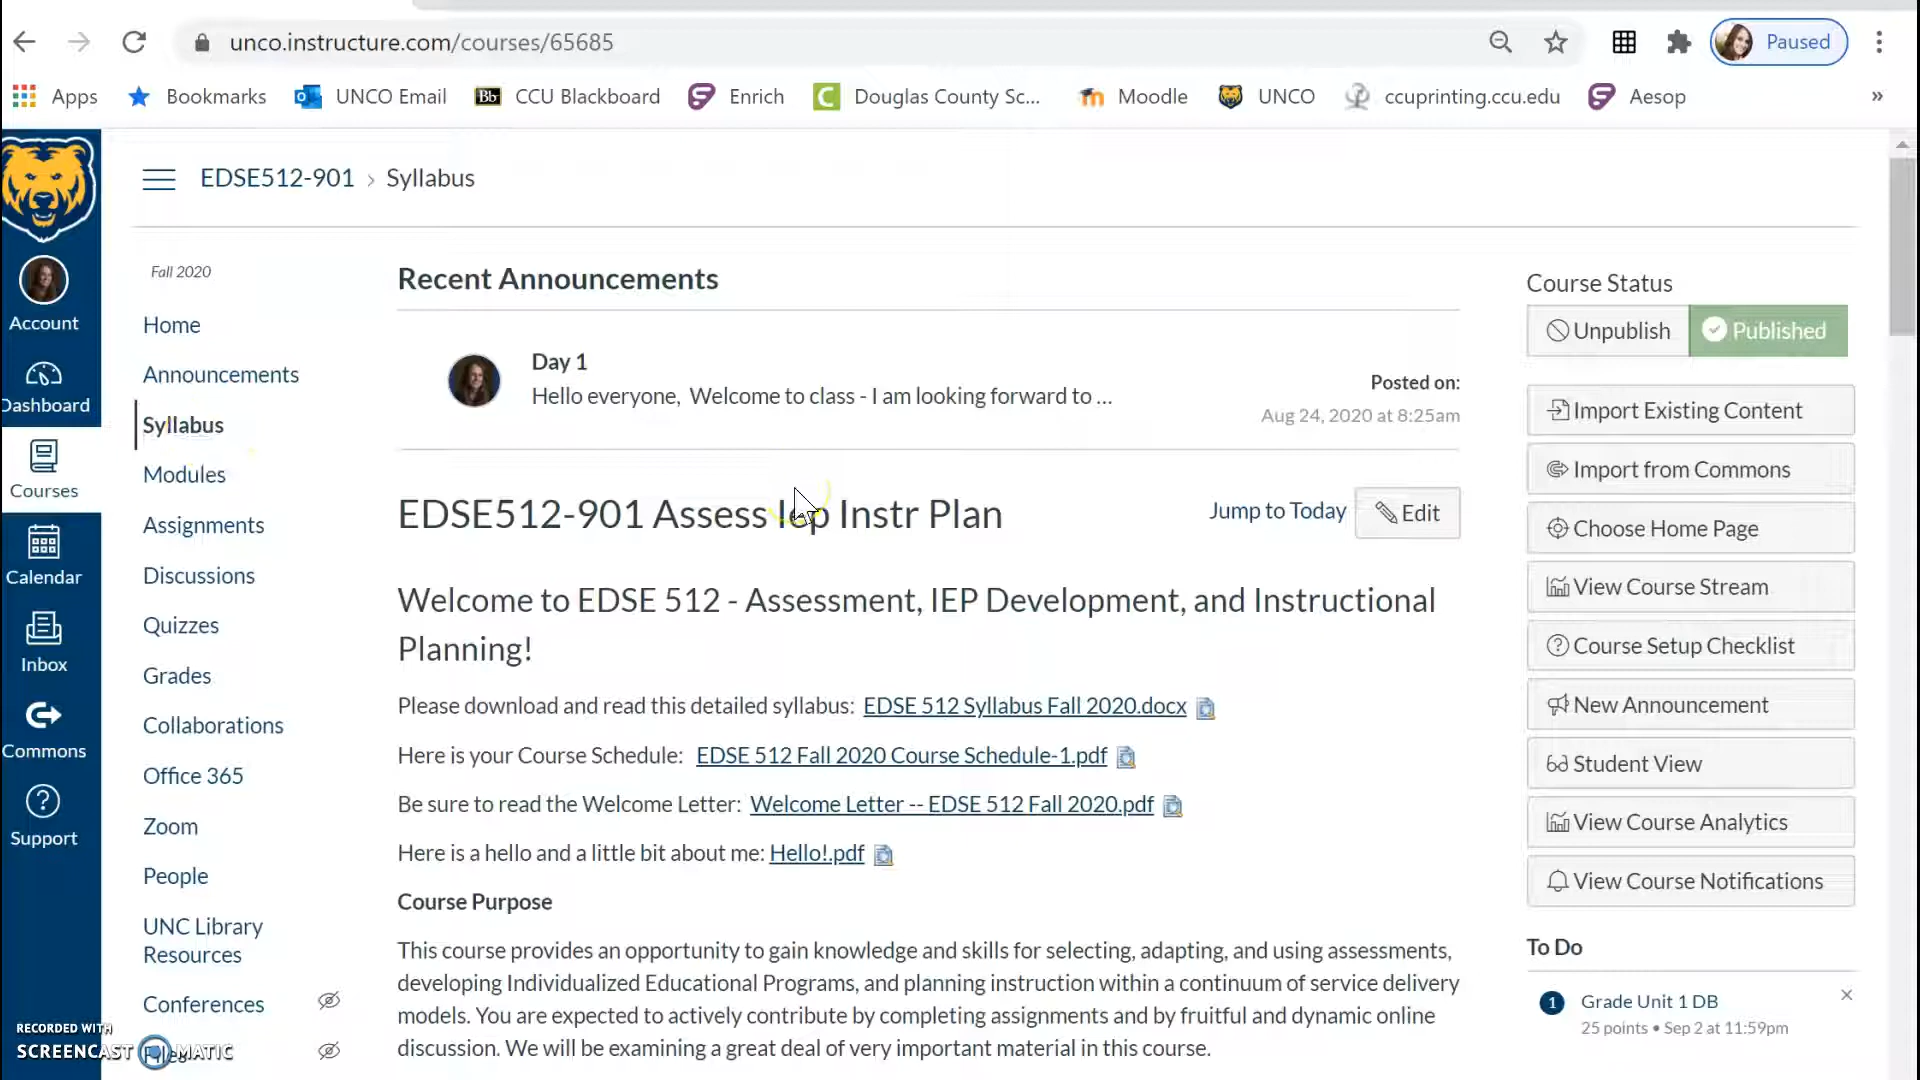 unco.instructure.com/courses/65685
Paused
Apps
Bookmarks
UNCO Email
Bb
CCU Blackboard
Enrich
Douglas County Sc...
Moodle
UNCO
ccuprinting.ccu.edu
Aesop
»
EDSE512-901 › Syllabus
Account
Dashboard
Courses
Calendar
Inbox
Commons
Support
Fall 2020
Home
Announcements
Syllabus
Modules
Assignments
Discussions
Quizzes
Grades
Collaborations
Office 365
Zoom
People
UNC Library
Resources
Conferences
Recent Announcements
Day 1
Hello everyone, Welcome to class - I am looking forward to ...
Posted on:
Aug 24, 2020 at 8:25am
EDSE512-901 Assess Iep Instr Plan
Jump to Today
Edit
Welcome to EDSE 512 - Assessment, IEP Development, and Instructional
Planning!
Please download and read this detailed syllabus: EDSE 512 Syllabus Fall 2020.docx
Here is your Course Schedule: EDSE 512 Fall 2020 Course Schedule-1.pdf
Be sure to read the Welcome Letter: Welcome Letter -- EDSE 512 Fall 2020.pdf
Here is a hello and a little bit about me: Hello!.pdf
Course Purpose
This course provides an opportunity to gain knowledge and skills for selecting, adapting, and using assessments,
developing Individualized Educational Programs, and planning instruction within a continuum of service delivery
models. You are expected to actively contribute by completing assignments and by fruitful and dynamic online
discussion. We will be examining a great deal of very important material in this course.
Course Status
Unpublish
Published
Import Existing Content
Import from Commons
Choose Home Page
View Course Stream
Course Setup Checklist
New Announcement
Student View
View Course Analytics
View Course Notifications
To Do
1
Grade Unit 1 DB
25 points • Sep 2 at 11:59pm
RECORDED WITH
SCREENCAST MATIC